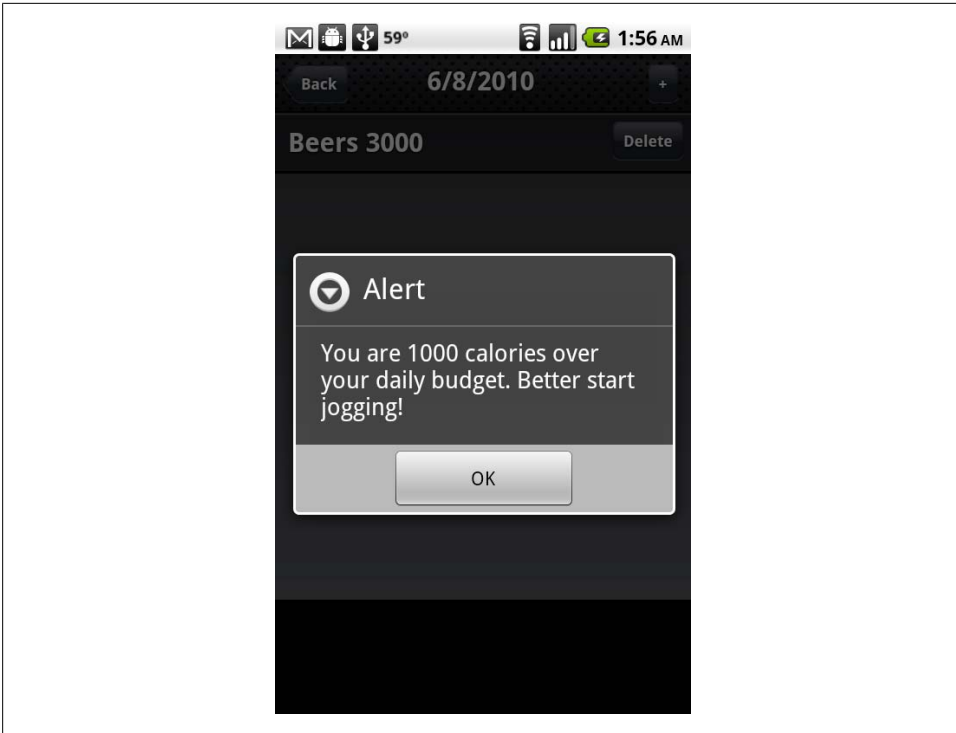 59° 1:56 AM
Back 6/8/2010 +
Beers 3000 Delete
Alert
You are 1000 calories over
your daily budget. Better start
jogging!
OK